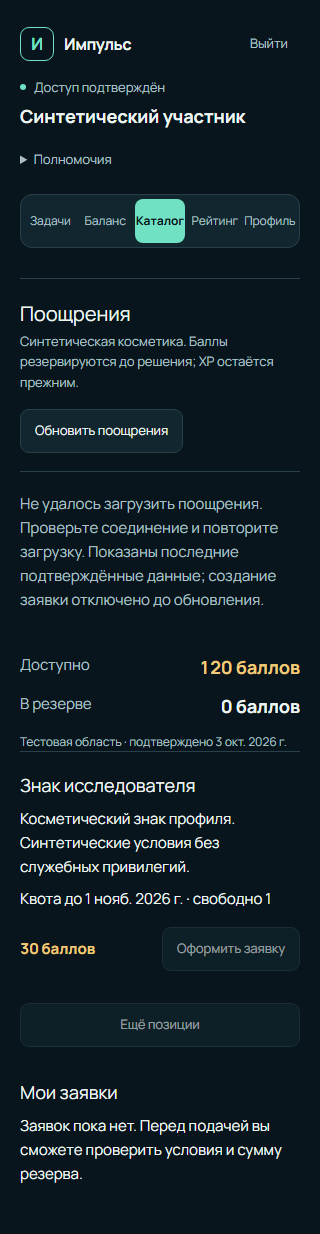 И Импульс Выйти
Доступ подтверждён
Синтетический участник
Полномочия
Задачи Баланс Каталог Рейтинг Профиль
Поощрения
Синтетическая косметика. Баллы
резервируются до решения; XP остаётся
прежним.
Обновить поощрения
Не удалось загрузить поощрения.
Проверьте соединение и повторите
загрузку. Показаны последние
подтверждённые данные; создание
заявки отключено до обновления.
Доступно 120 баллов
В резерве 0 баллов
Тестовая область · подтверждено 3 окт. 2026 г.
Знак исследователя
Косметический знак профиля.
Синтетические условия без
служебных привилегий.
Квота до 1 нояб. 2026 г. · свободно 1
30 баллов Оформить заявку
Ещё позиции
Мои заявки
Заявок пока нет. Перед подачей вы
сможете проверить условия и сумму
резерва.